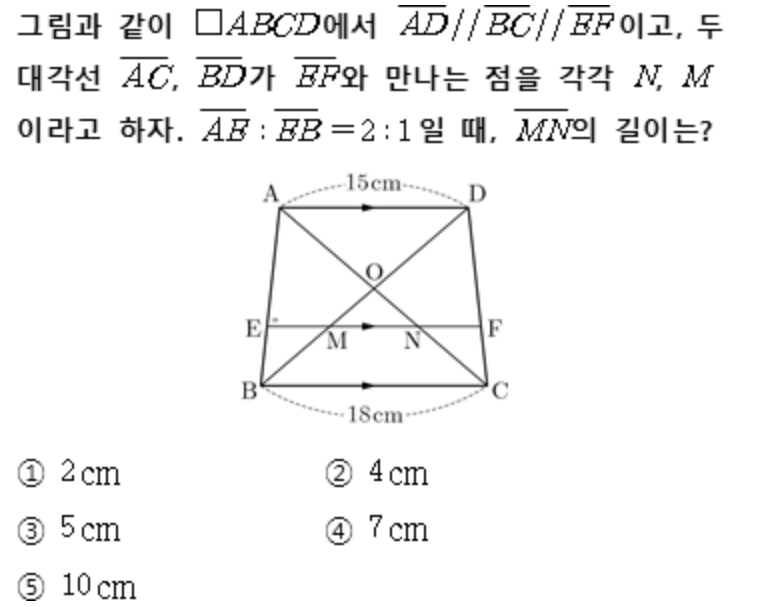 그림과 같이 □ABCD에서 AD//BC//EF이고, 두
대각선 AC, BD가 EF와 만나는 점을 각각 N, M
이라고 하자. AE : EB = 2 : 1일 때, MN의 길이는?
15cm
A D
O
E M N F
B C
18cm
① 2cm ② 4cm
③ 5cm ④ 7cm
⑤ 10cm